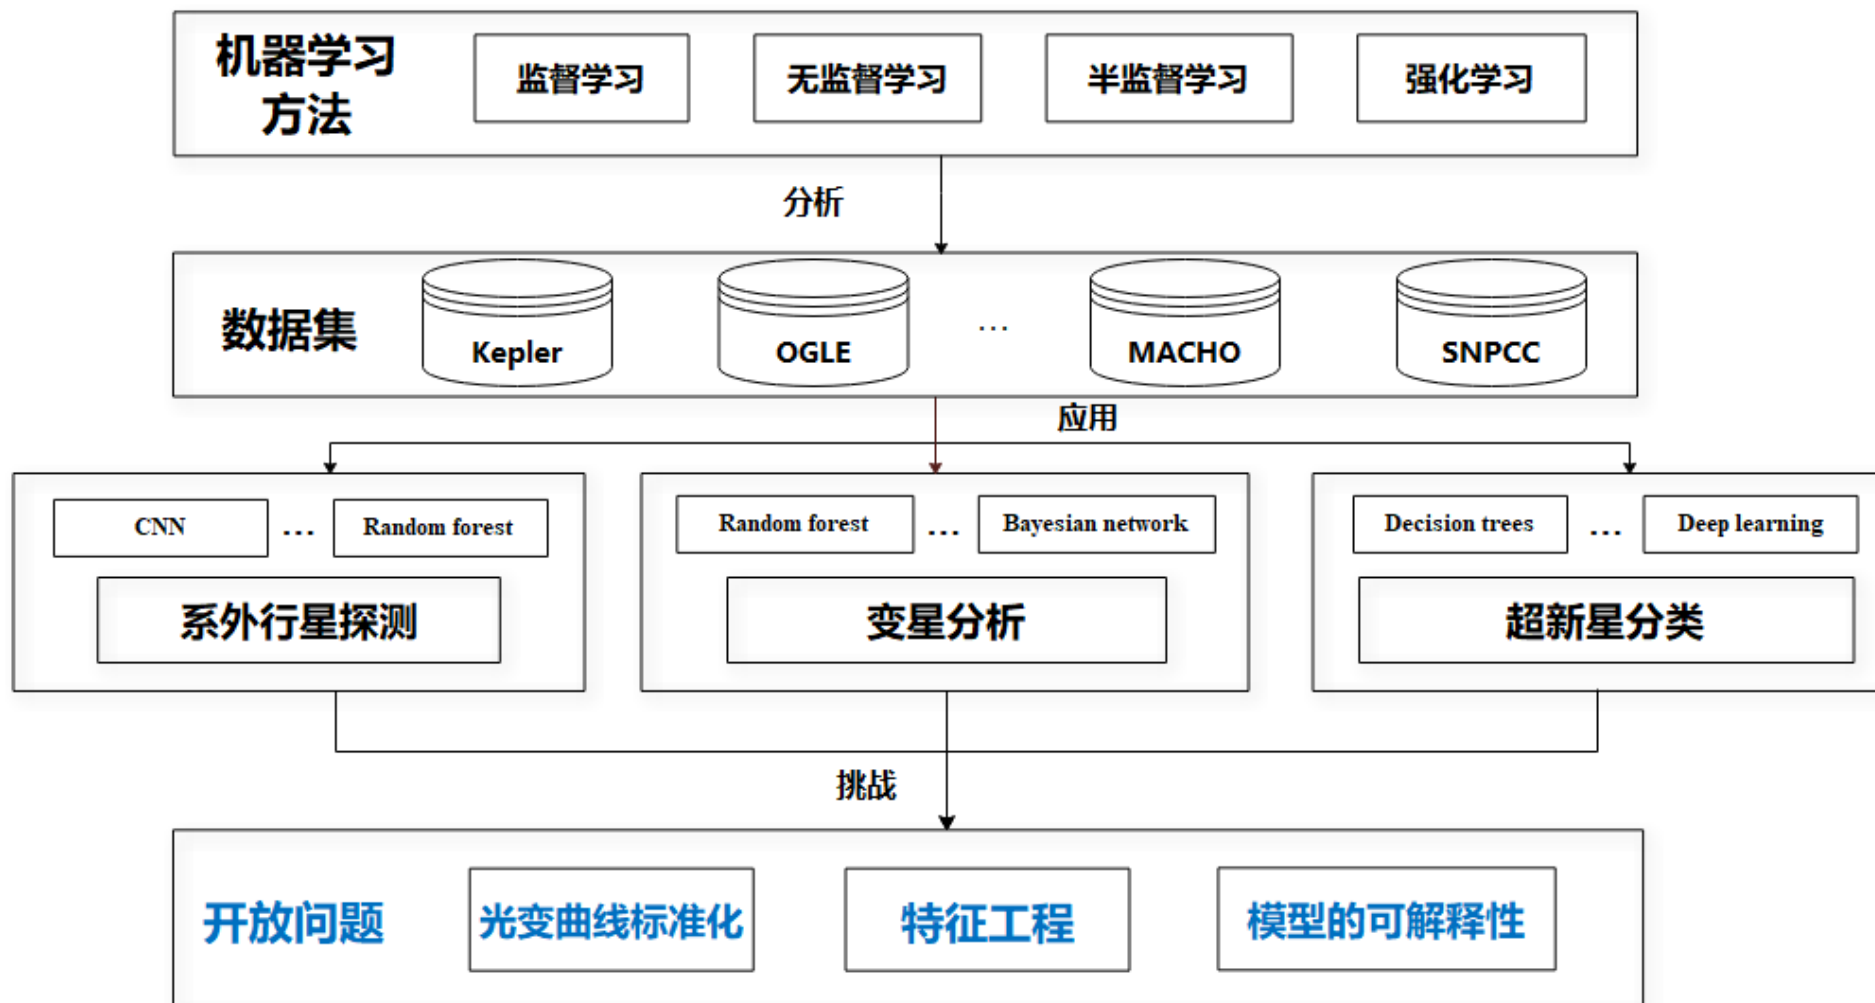 机器学习
方法
监督学习
无监督学习
半监督学习
强化学习
分析
数据集
Kepler
OGLE
...
MACHO
SNPCC
应用
CNN
...
Random forest
Random forest
...
Bayesian network
Decision trees
...
Deep learning
系外行星探测
变星分析
超新星分类
挑战
开放问题
光变曲线标准化
特征工程
模型的可解释性